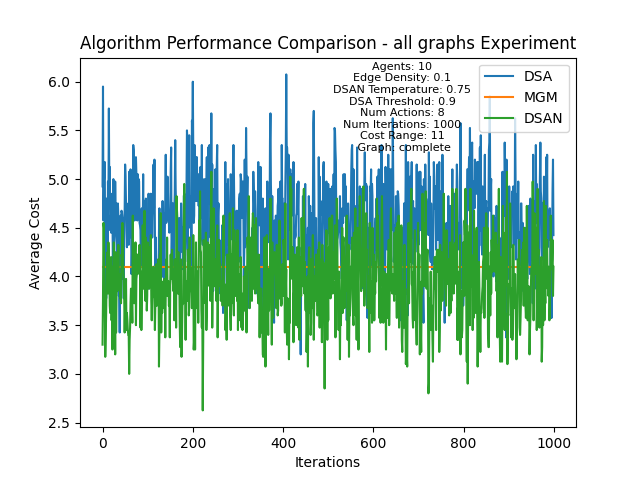 Algorithm Performance Comparison - all graphs Experiment
Agents: 10
Edge Density: 0.1
DSAN Temperature: 0.75
DSA Threshold: 0.9
Num Actions: 8
Num Iterations: 1000
Cost Range: 11
Graph: complete
DSA
MGM
DSAN
6.0
5.5
5.0
4.5
4.0
3.5
3.0
2.5
Average Cost
0
200
400
600
800
1000
Iterations